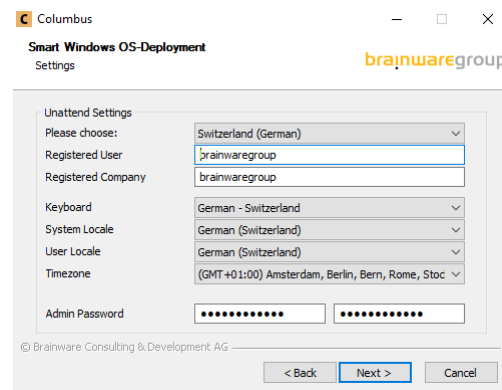 Columbus
Smart Windows OS-Deployment
Settings
brainwaregroup
Unattend Settings
Please choose: Switzerland (German)
Registered User brainwaregroup
Registered Company brainwaregroup
Keyboard German - Switzerland
System Locale German (Switzerland)
User Locale German (Switzerland)
Timezone (GMT+01:00) Amsterdam, Berlin, Bern, Rome, Stoc
Admin Password ●●●●●●●●●●●● ●●●●●●●●●●●●
© Brainware Consulting & Development AG
< Back Next > Cancel